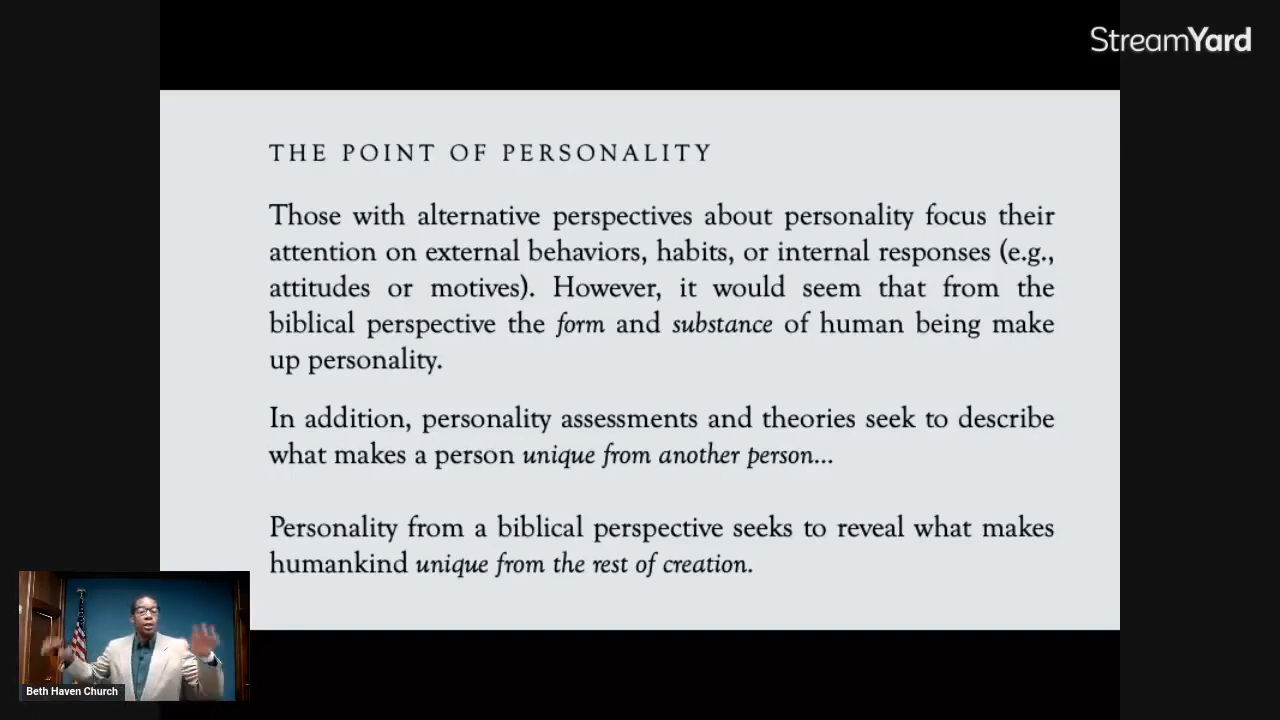 StreamYard
THE POINT OF PERSONALITY
Those with alternative perspectives about personality focus their
attention on external behaviors, habits, or internal responses (e.g.,
attitudes or motives). However, it would seem that from the
biblical perspective the form and substance of human being make
up personality.
In addition, personality assessments and theories seek to describe
what makes a person unique from another person...
Personality from a biblical perspective seeks to reveal what makes
humankind unique from the rest of creation.
Beth Haven Church